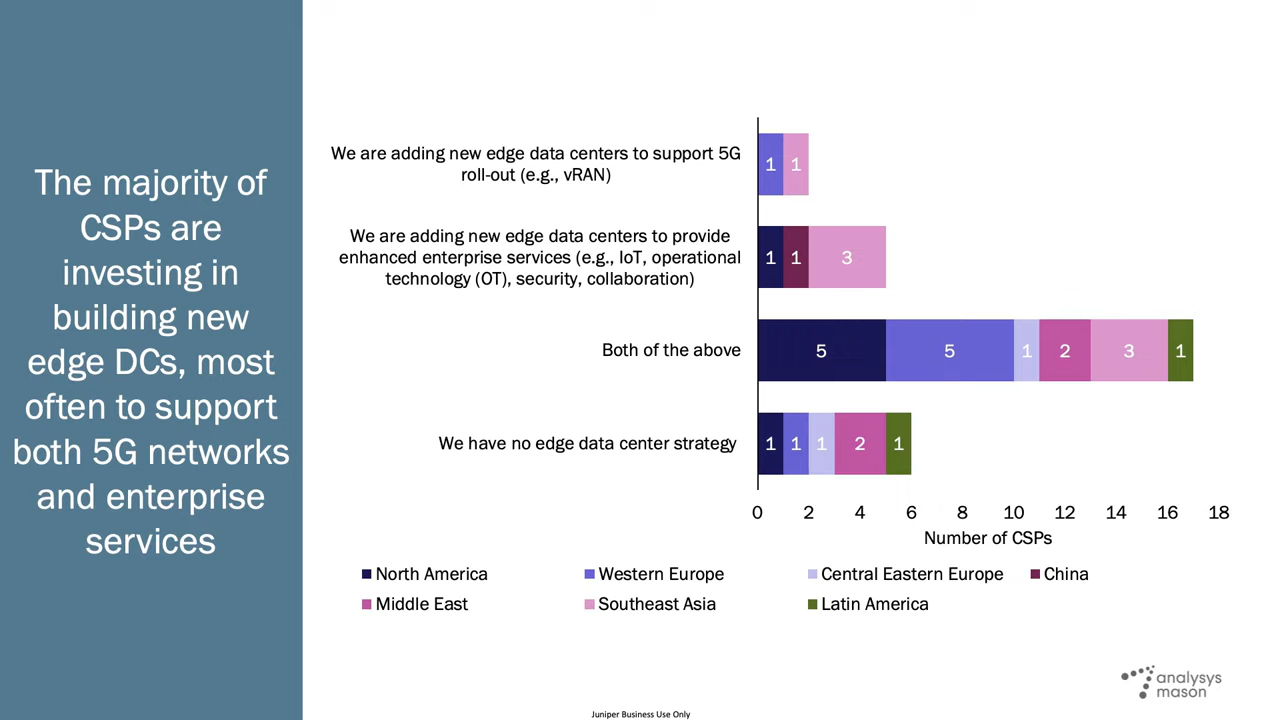 The majority of
CSPs are
investing in
building new
edge DCs, most
often to support
both 5G networks
and enterprise
services
We are adding new edge data centers to support 5G
roll-out (e.g., vRAN)
1 1
We are adding new edge data centers to provide
enhanced enterprise services (e.g., IoT, operational
technology (OT), security, collaboration)
1 1 3
Both of the above
5 5 1 2 3 1
We have no edge data center strategy
1 1 1 2 1
0 2 4 6 8 10 12 14 16 18
Number of CSPs
North America Western Europe Central Eastern Europe China
Middle East Southeast Asia Latin America
analysys
mason
Juniper Business Use Only